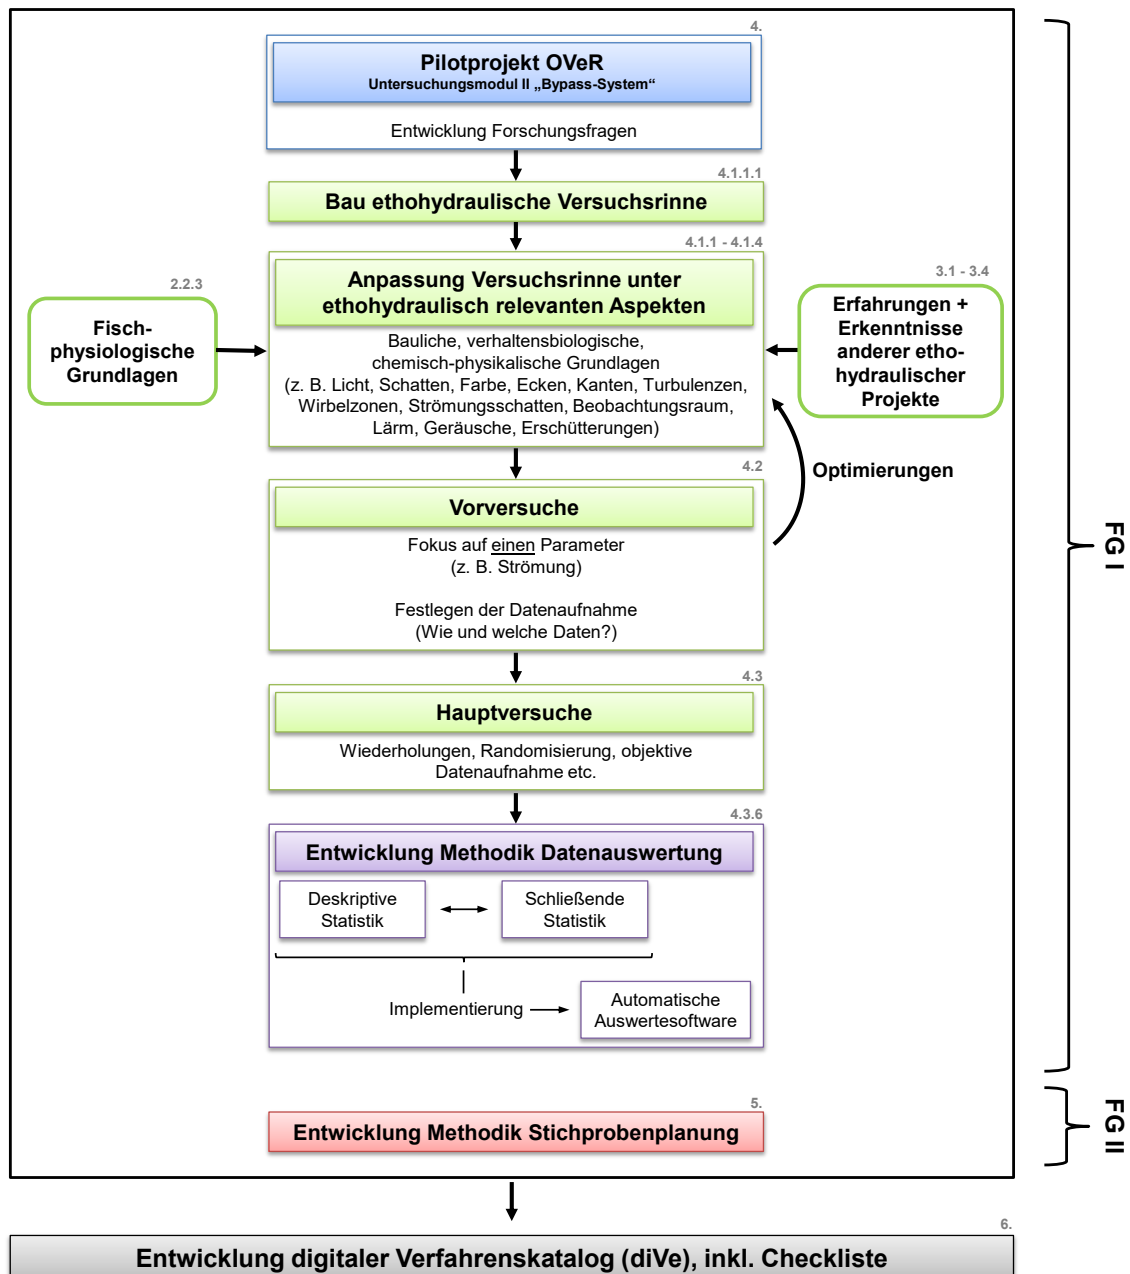 4.
Pilotprojekt OVeR
Untersuchungsmodul II „Bypass-System“
Entwicklung Forschungsfragen
4.1.1.1
Bau ethohydraulische Versuchsrinne
4.1.1 - 4.1.4
Anpassung Versuchsrinne unter
ethohydraulisch relevanten Aspekten
Bauliche, verhaltensbiologische,
chemisch-physikalische Grundlagen
(z. B. Licht, Schatten, Farbe, Ecken, Kanten, Turbulenzen,
Wirbelzonen, Strömungsschatten, Beobachtungsraum,
Lärm, Geräusche, Erschütterungen)
2.2.3
Fisch-
physiologische
Grundlagen
3.1 - 3.4
Erfahrungen +
Erkenntnisse
anderer etho-
hydraulischer
Projekte
Optimierungen
4.2
Vorversuche
Fokus auf einen Parameter
(z. B. Strömung)
Festlegen der Datenaufnahme
(Wie und welche Daten?)
4.3
Hauptversuche
Wiederholungen, Randomisierung, objektive
Datenaufnahme etc.
4.3.6
Entwicklung Methodik Datenauswertung
Deskriptive
Statistik
Schließende
Statistik
Implementierung
Automatische
Auswertesoftware
FG I
5.
Entwicklung Methodik Stichprobenplanung
FG II
6.
Entwicklung digitaler Verfahrenskatalog (diVe), inkl. Checkliste